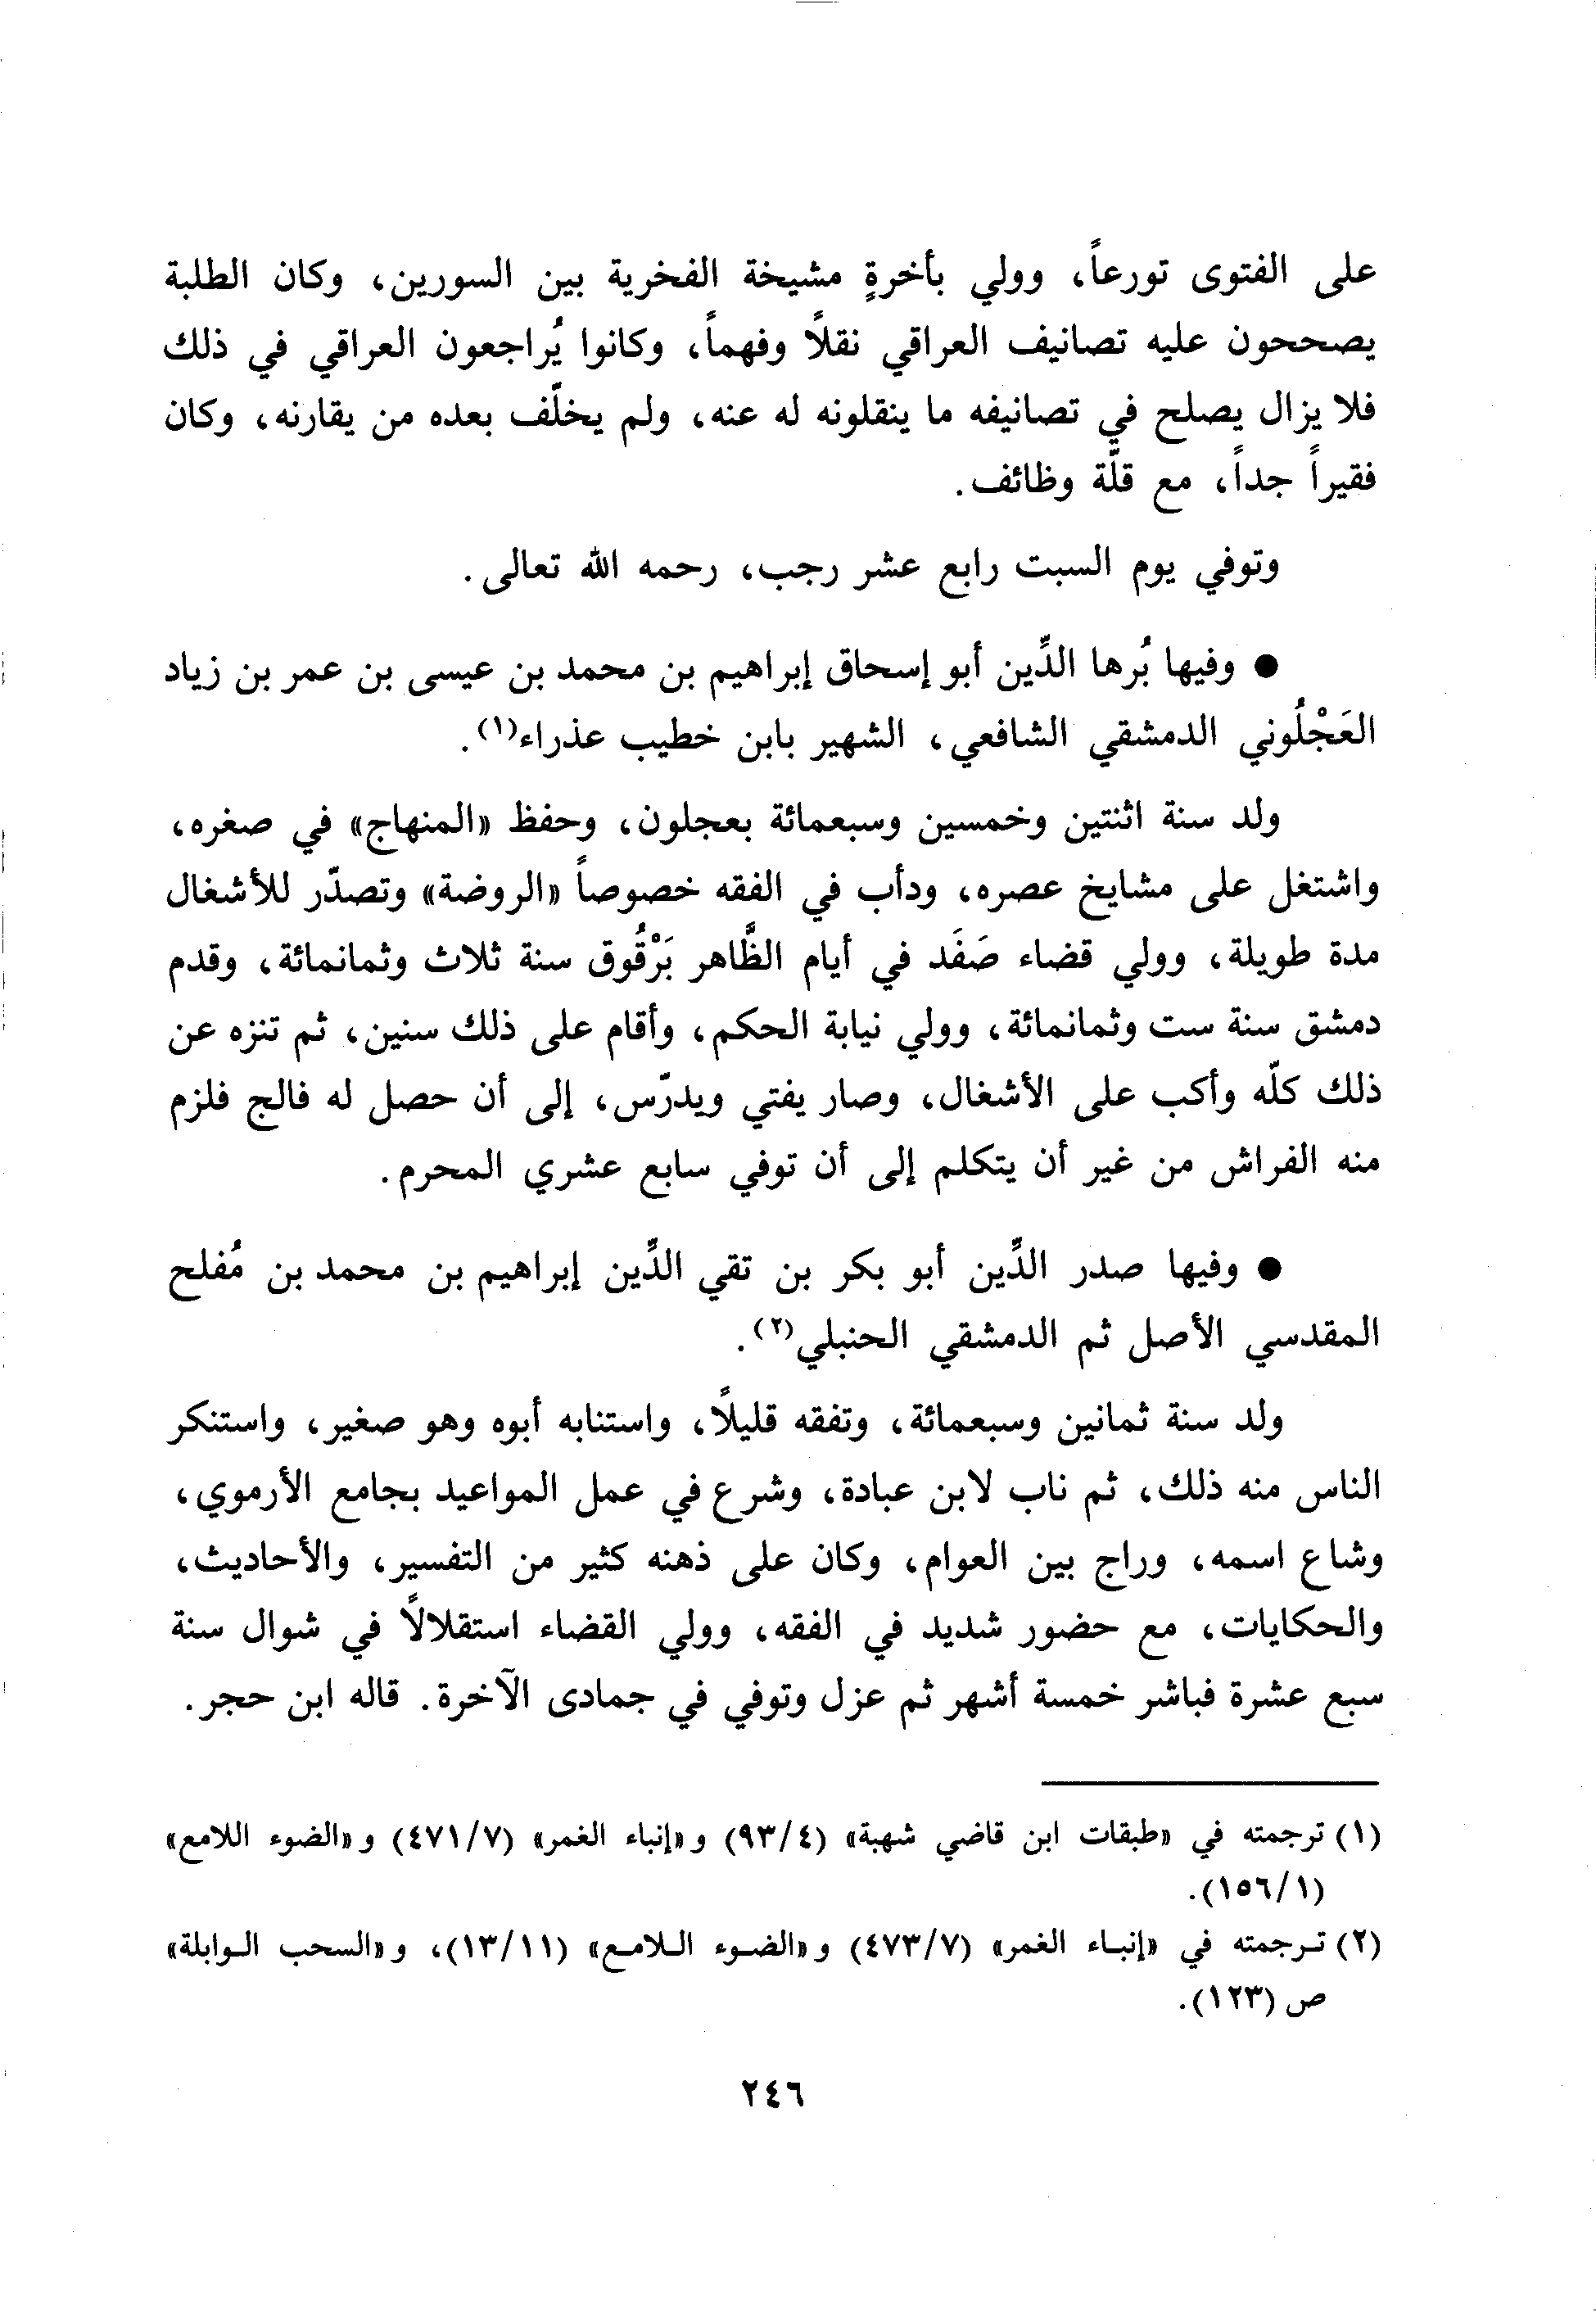 على الفتوى تورعاً، وولي بأخرةٍ مشيخة الفخرية بين السورين، وكان الطلبة
يصححون عليه تصانيف العراقي نقلاً وفهماً، وكانوا يُراجعون العراقي في ذلك
فلا يزال يصلح في تصانيفه ما ينقلونه له عنه، ولم يخلّف بعده من يقارنه، وكان
فقيراً جداً، مع قلّة وظائف.
وتوفي يوم السبت رابع عشر رجب، رحمه الله تعالى.
● وفيها بُرها الدِّين أبو إسحاق إبراهيم بن محمد بن عيسى بن عمر بن زياد
العَجْلُوني الدمشقي الشافعي، الشهير بابن خطيب عذراء(١).
ولد سنة اثنتين وخمسين وسبعمائة بعجلون، وحفظ «المنهاج» في صغره،
واشتغل على مشايخ عصره، ودأب في الفقه خصوصاً «الروضة» وتصدّر للأشغال
مدة طويلة، وولي قضاء صَفَد في أيام الظَّاهر بَرْقُوق سنة ثلاث وثمانمائة، وقدم
دمشق سنة ست وثمانمائة، وولي نيابة الحكم، وأقام على ذلك سنين، ثم تنزه عن
ذلك كلّه وأكب على الأشغال، وصار يفتي ويدرّس، إلى أن حصل له فالج فلزم
منه الفراش من غير أن يتكلم إلى أن توفي سابع عشري المحرم.
● وفيها صدر الدِّين أبو بكر بن تقي الدِّين إبراهيم بن محمد بن مُفلح
المقدسي الأصل ثم الدمشقي الحنبلي(٢).
ولد سنة ثمانين وسبعمائة، وتفقه قليلاً، واستنابه أبوه وهو صغير، واستنكر
الناس منه ذلك، ثم ناب لابن عبادة، وشرع في عمل المواعيد بجامع الأرموي،
وشاع اسمه، وراج بين العوام، وكان على ذهنه كثير من التفسير، والأحاديث،
والحكايات، مع حضور شديد في الفقه، وولي القضاء استقلالاً في شوال سنة
سبع عشرة فباشر خمسة أشهر ثم عزل وتوفي في جمادى الآخرة. قاله ابن حجر.
(١) ترجمته في «طبقات ابن قاضي شهبة» (٩٣/٤) و«إنباء الغمر» (٤٧١/٧) و«الضوء اللامع»
(١٥٦/١).
(٢) ترجمته في «إنباء الغمر» (٤٧٣/٧) و«الضوء اللامع» (١٣/١١)، و«السحب الوابلة»
ص (١٢٣).
٢٤٦